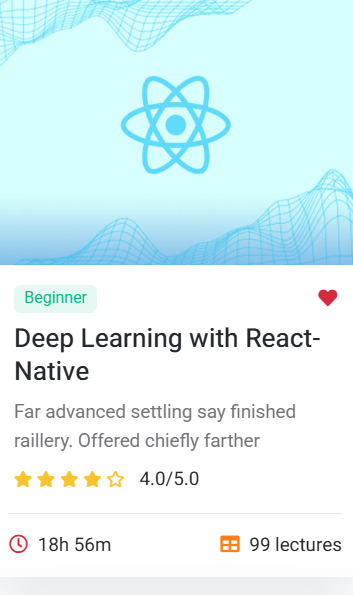 Beginner
Deep Learning with React-
Native
Far advanced settling say finished
raillery. Offered chiefly farther
4.0/5.0
18h 56m
99 lectures